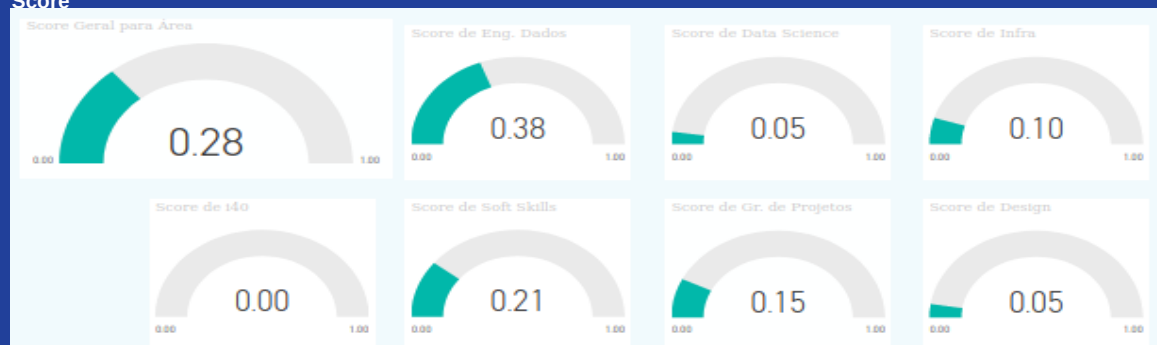 Score
Score Geral para Área
0.28
0.00
1.00
Score de Eng. Dados
0.38
0.00
1.00
Score de Data Science
0.05
0.00
1.00
Score de Infra
0.10
0.00
1.00
Score de I40
0.00
0.00
1.00
Score de Soft Skills
0.21
0.00
1.00
Score de Gr. de Projetos
0.15
0.00
1.00
Score de Design
0.05
0.00
1.00